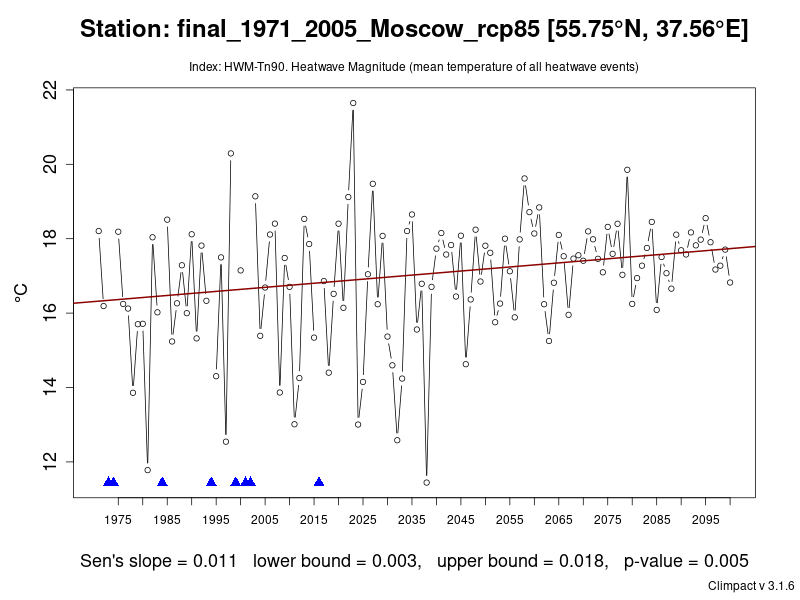 Station: final_1971_2005_Moscow_rcp85 [55.75°N, 37.56°E]
Index: HWM-Tn90. Heatwave Magnitude (mean temperature of all heatwave events)
22
20
18
16
14
12
°C
1975 1985 1995 2005 2015 2025 2035 2045 2055 2065 2075 2085 2095
Sen's slope = 0.011 lower bound = 0.003, upper bound = 0.018, p-value = 0.005
Climpact v 3.1.6